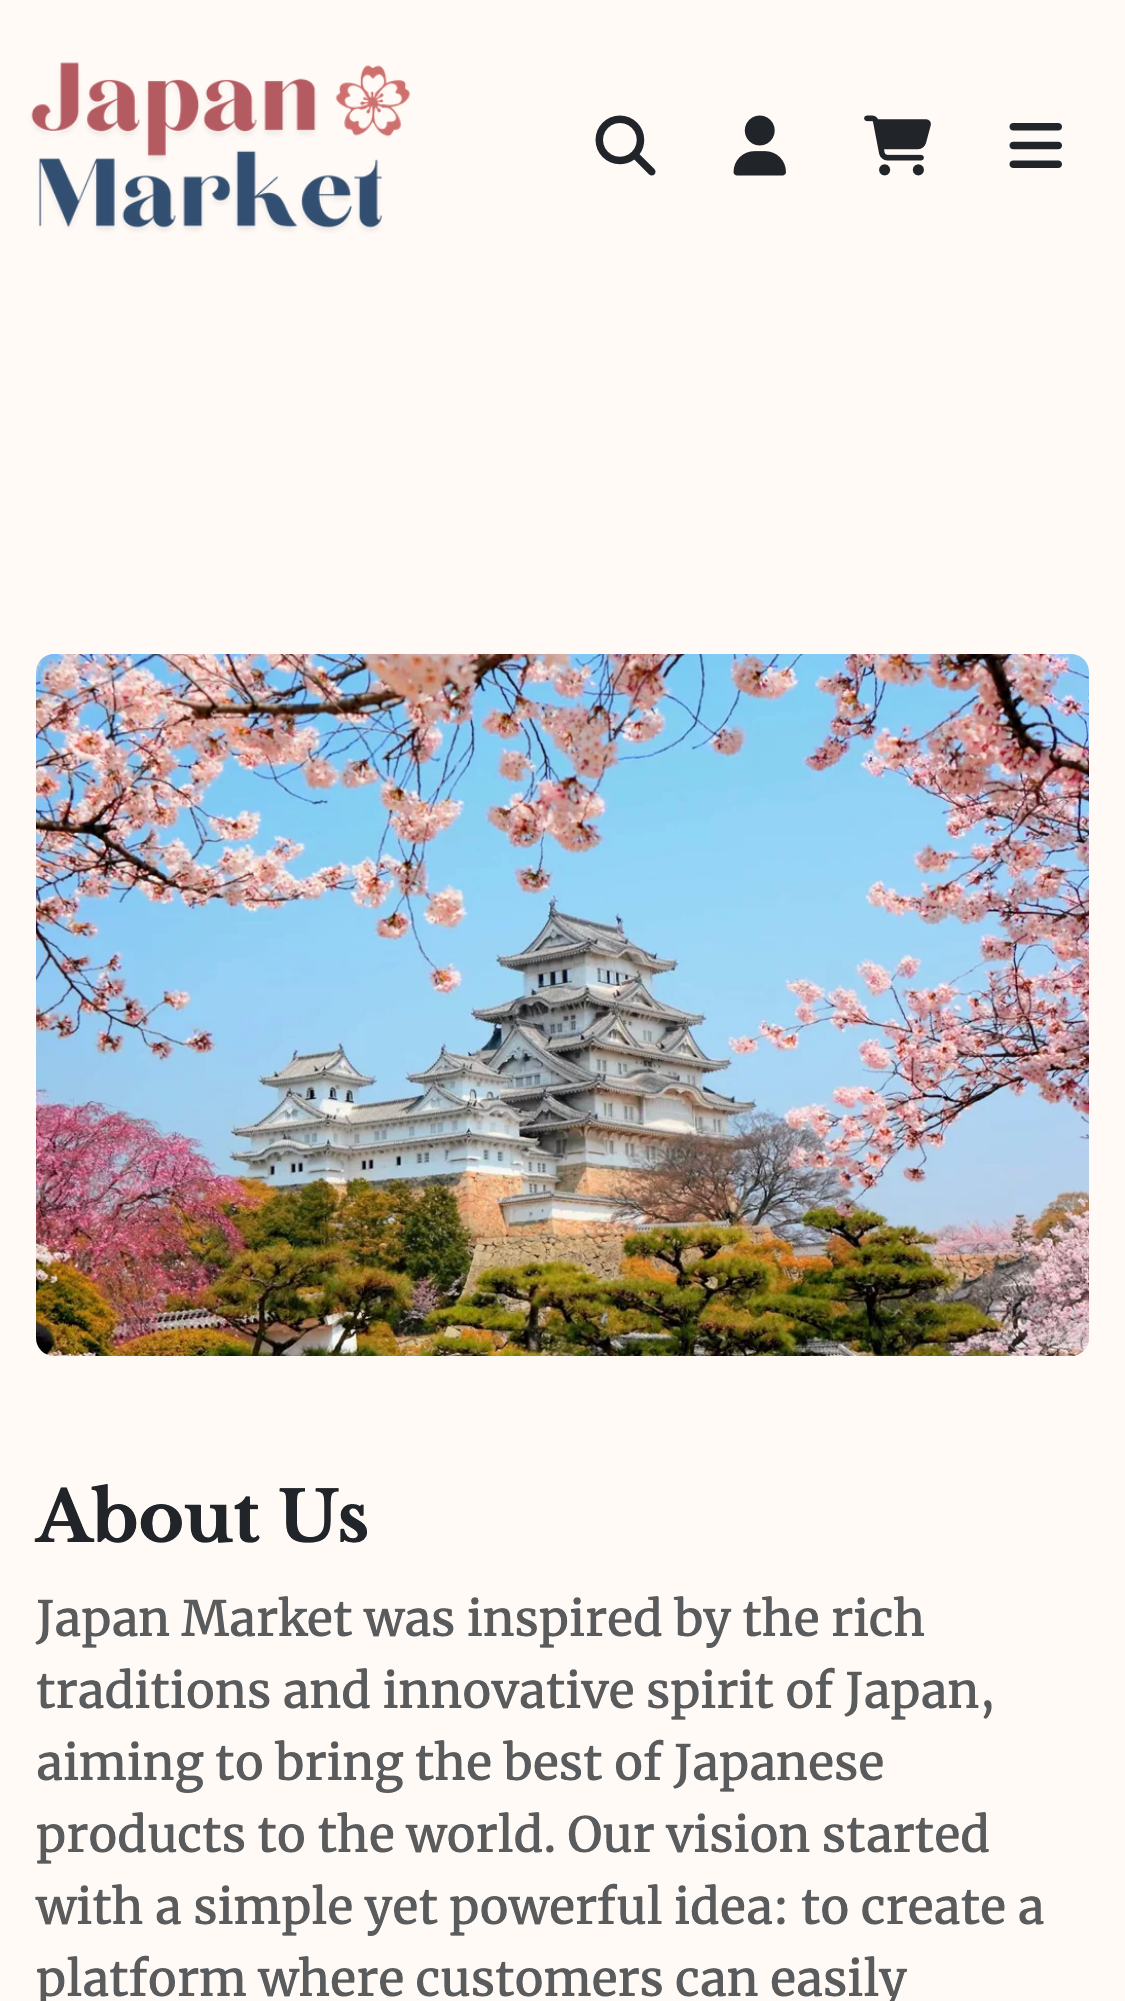 Japan
Market
About Us
Japan Market was inspired by the rich
traditions and innovative spirit of Japan,
aiming to bring the best of Japanese
products to the world. Our vision started
with a simple yet powerful idea: to create a
platform where customers can easily